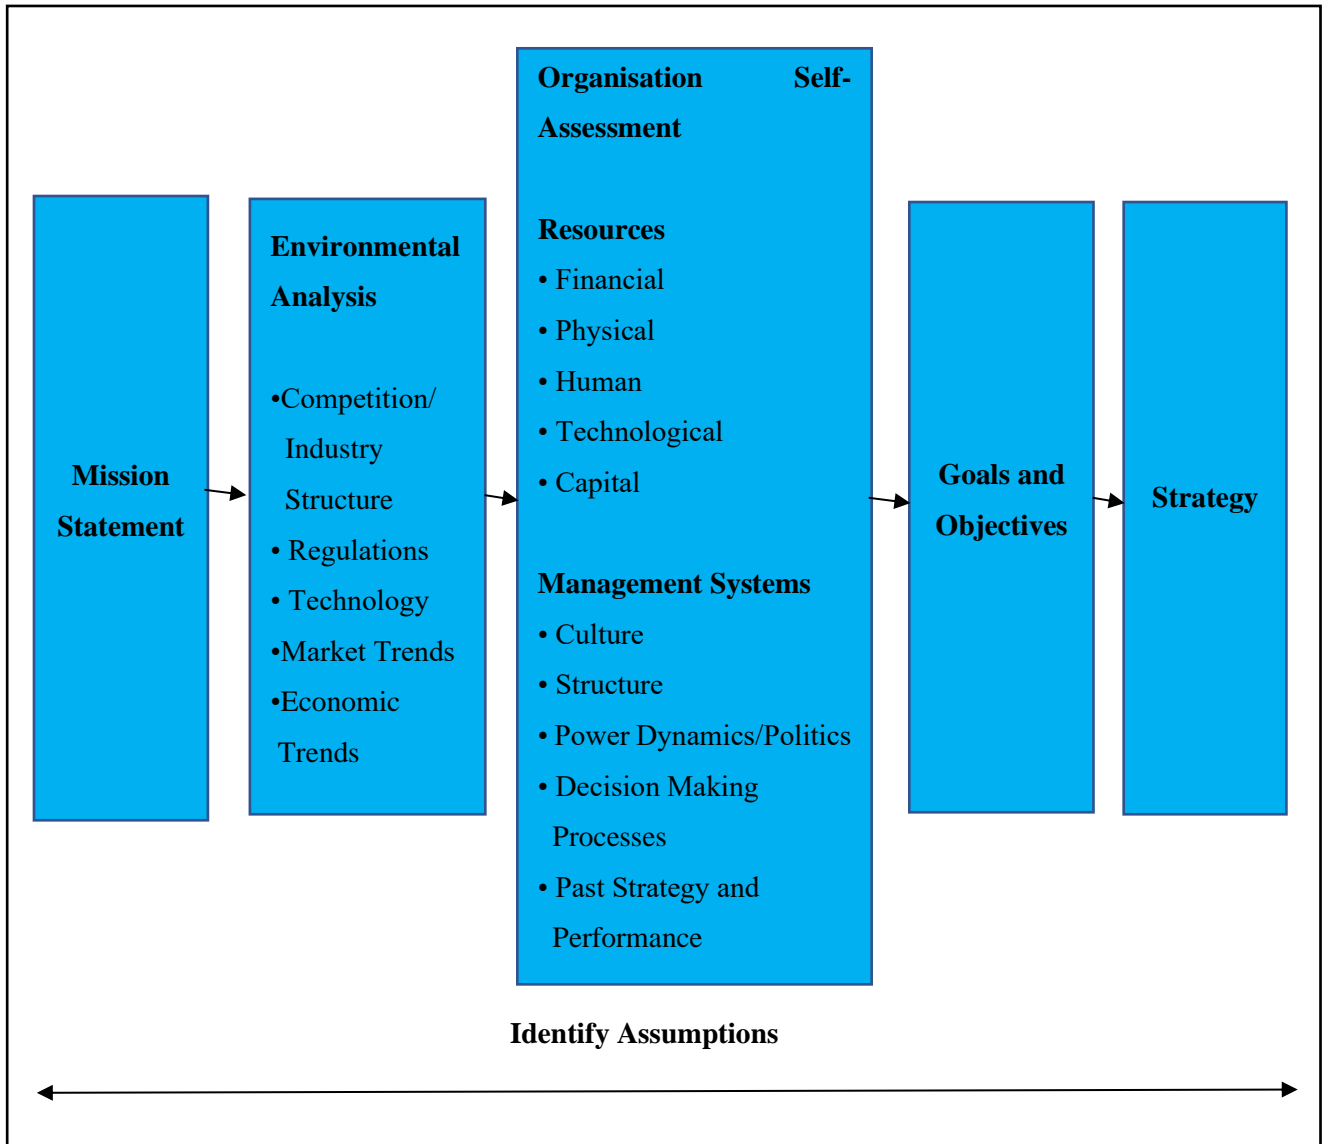 Mission
Statement
Environmental
Analysis
•Competition/
Industry
Structure
• Regulations
• Technology
•Market Trends
•Economic
Trends
Organisation Self-
Assessment
Resources
• Financial
• Physical
• Human
• Technological
• Capital
Management Systems
• Culture
• Structure
• Power Dynamics/Politics
• Decision Making
Processes
• Past Strategy and
Performance
Goals and
Objectives
Strategy
Identify Assumptions